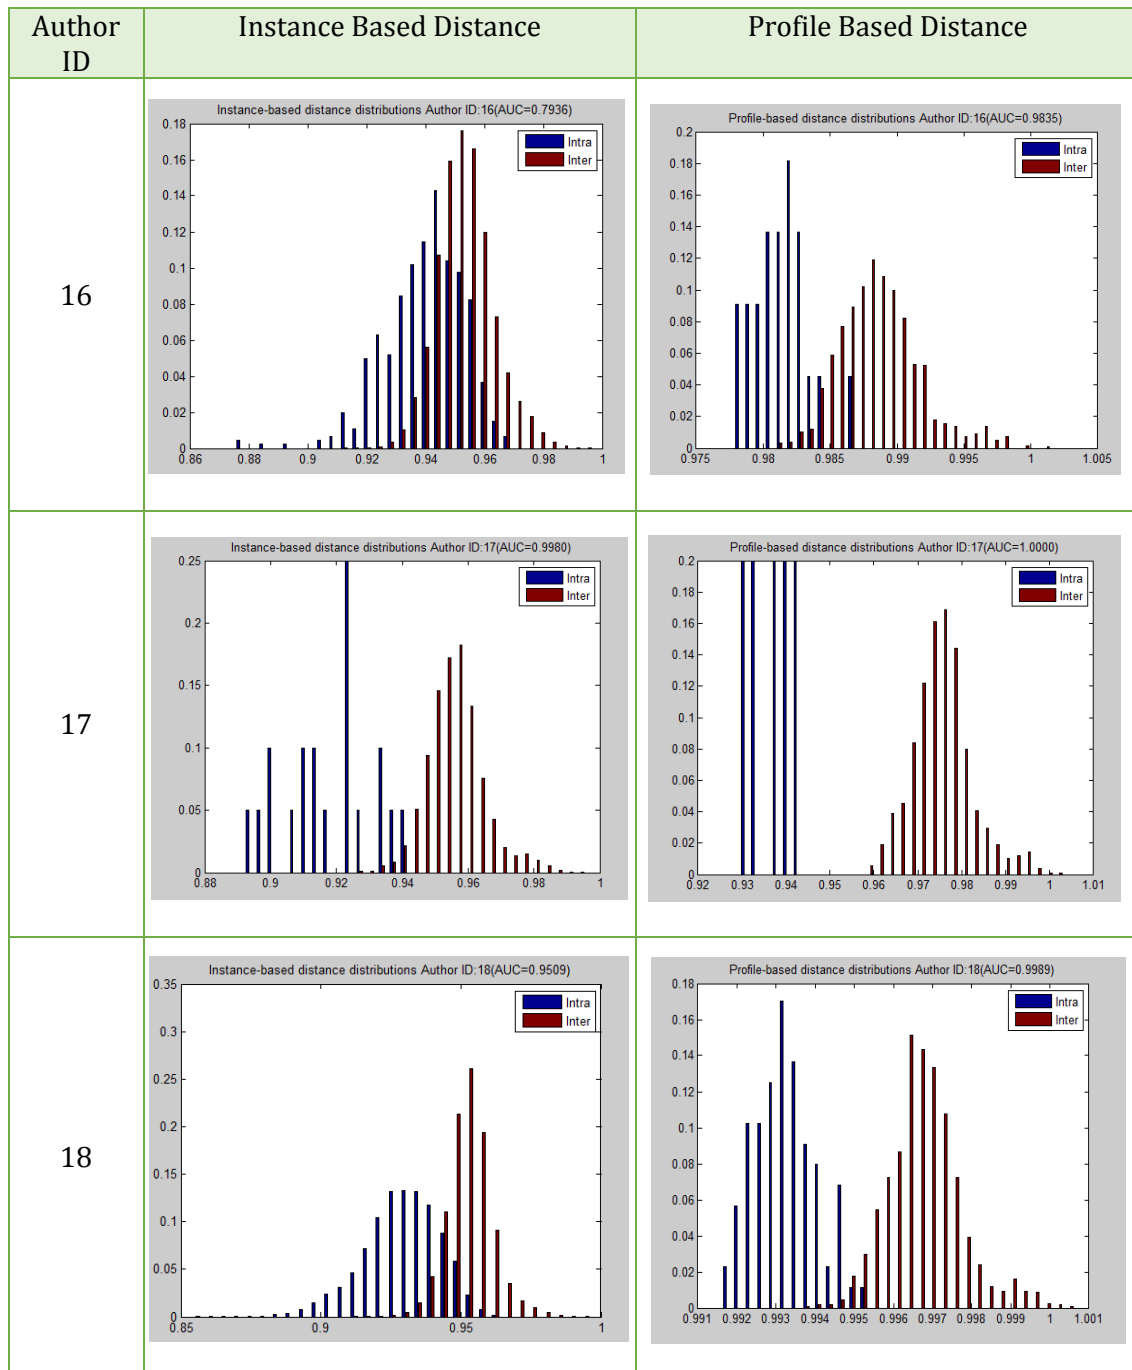 Author ID
Instance Based Distance
Profile Based Distance
16
Instance-based distance distributions Author ID:16(AUC=0.7936)
Intra
Inter
0.18
0.16
0.14
0.12
0.1
0.08
0.06
0.04
0.02
0
0.86 0.88 0.9 0.92 0.94 0.96 0.98 1
Profile-based distance distributions Author ID:16(AUC=0.9835)
Intra
Inter
0.2
0.18
0.16
0.14
0.12
0.1
0.08
0.06
0.04
0.02
0
0.975 0.98 0.985 0.99 0.995 1 1.005
17
Instance-based distance distributions Author ID:17(AUC=0.9980)
Intra
Inter
0.25
0.2
0.15
0.1
0.05
0
0.88 0.9 0.92 0.94 0.96 0.98 1
Profile-based distance distributions Author ID:17(AUC=1.0000)
Intra
Inter
0.2
0.18
0.16
0.14
0.12
0.1
0.08
0.06
0.04
0.02
0
0.92 0.93 0.94 0.95 0.96 0.97 0.98 0.99 1 1.01
18
Instance-based distance distributions Author ID:18(AUC=0.9509)
Intra
Inter
0.35
0.3
0.25
0.2
0.15
0.1
0.05
0
0.85 0.9 0.95 1
Profile-based distance distributions Author ID:18(AUC=0.9989)
Intra
Inter
0.18
0.16
0.14
0.12
0.1
0.08
0.06
0.04
0.02
0
0.991 0.992 0.993 0.994 0.995 0.996 0.997 0.998 0.999 1 1.001